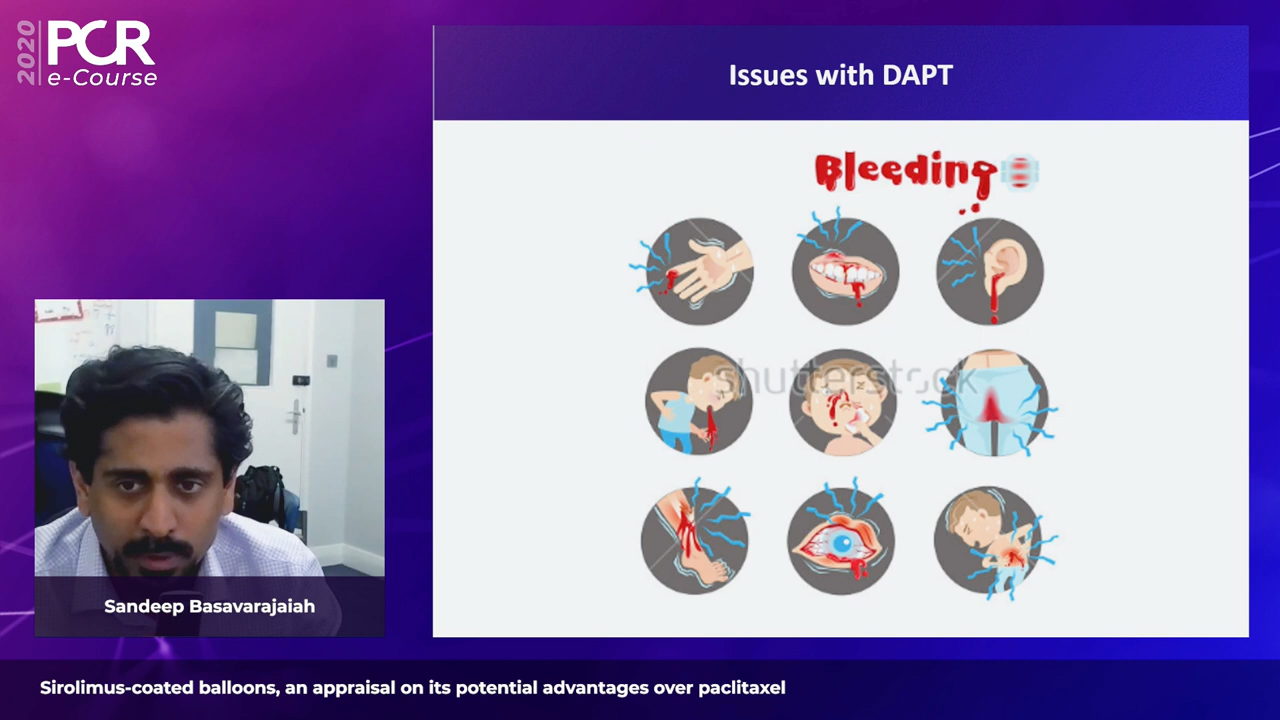 2020
PCR
e-Course
Issues with DAPT
Bleeding
shutterstock
Sandeep Basavarajaiah
Sirolimus-coated balloons, an appraisal on its potential advantages over paclitaxel